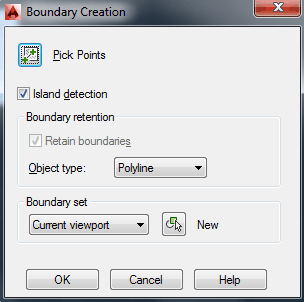 Boundary Creation
Pick Points
Island detection
Boundary retention
Retain boundaries
Object type: Polyline
Boundary set
Current viewport New
OK Cancel Help